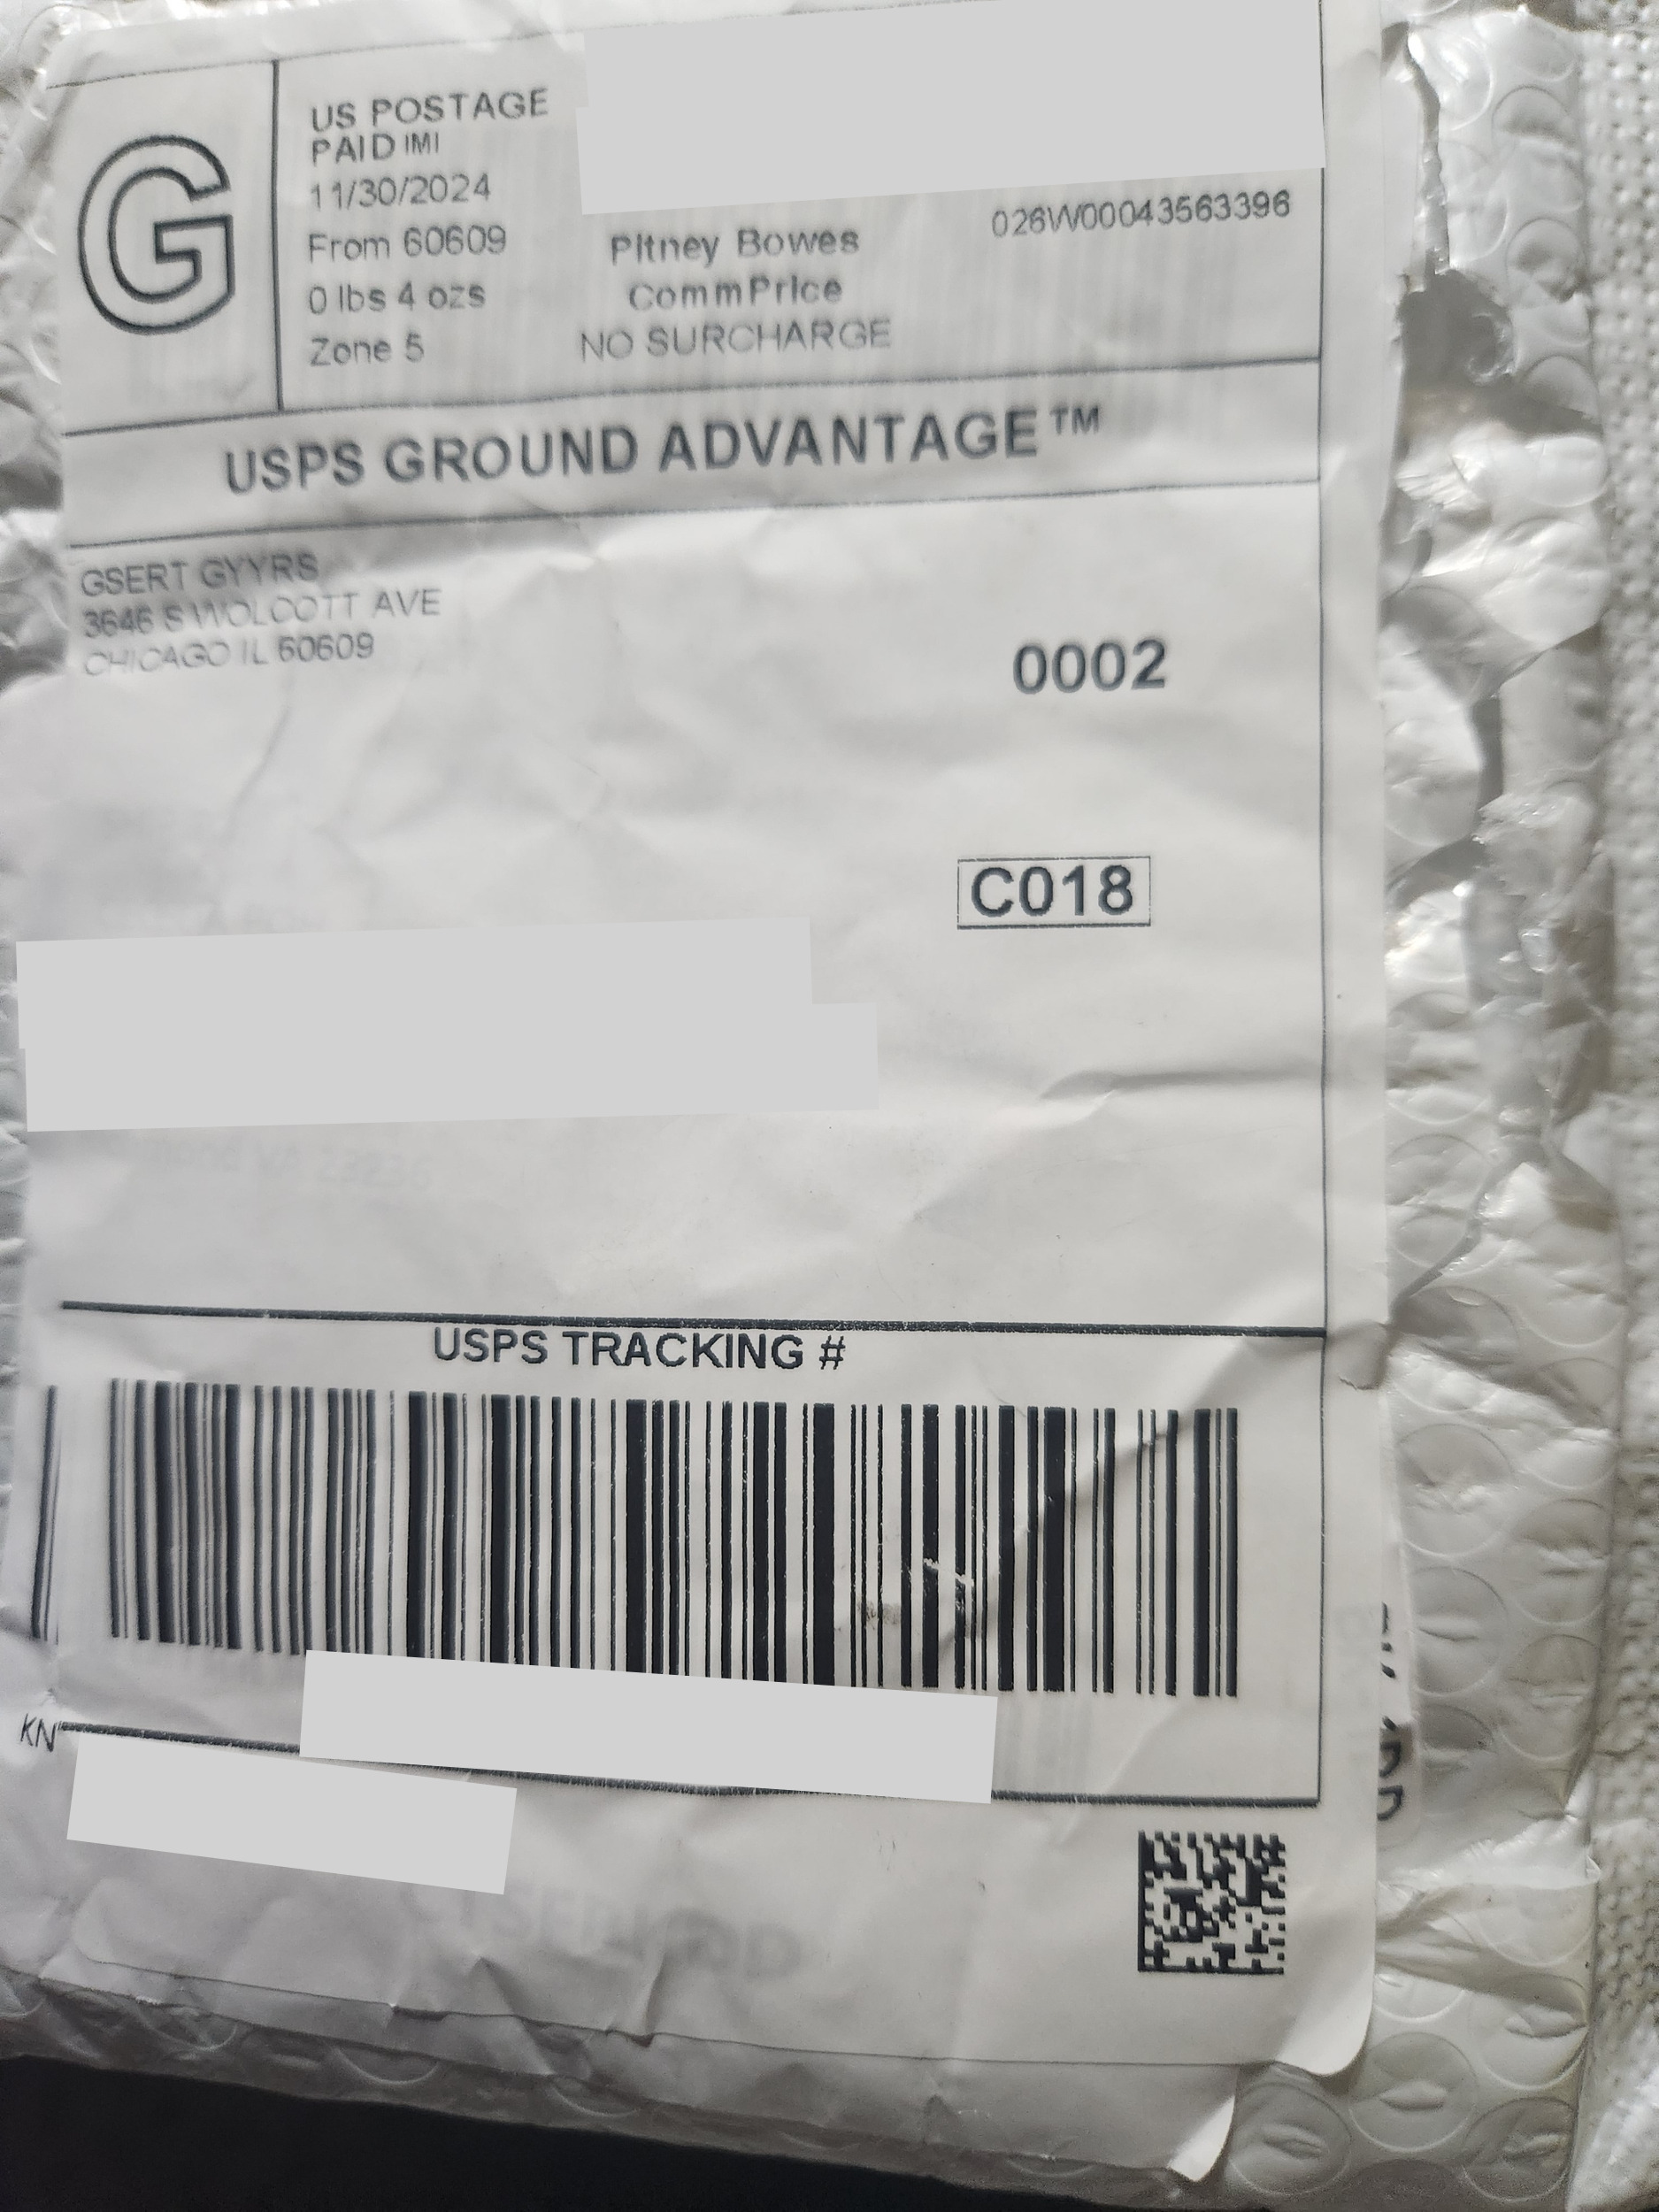 G
US POSTAGE
PAID IMI
11/30/2024
From 60609
0 lbs 4 ozs
Zone 5
Pitney Bowes
CommPrice
NO SURCHARGE
026W00043563396
USPS GROUND ADVANTAGE™
GSERT GYYRS
3646 S WOLCOTT AVE
CHICAGO IL 60609
0002
C018
USPS TRACKING #
KN